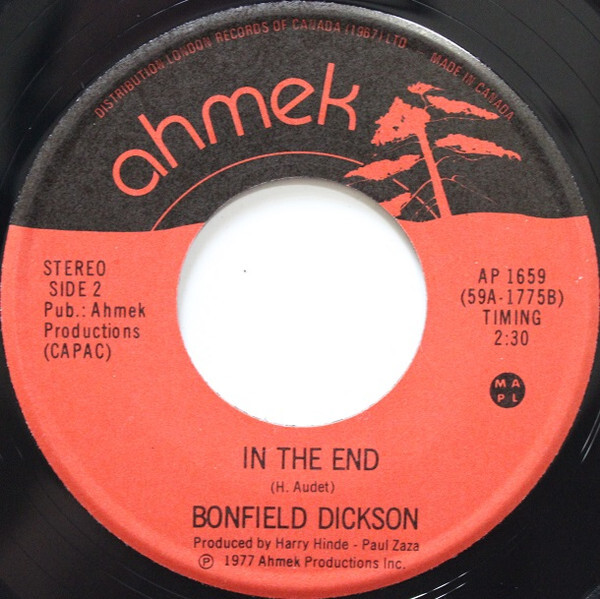 DISTRIBUTION LONDON RECORDS OF CANADA (1967) LTD. - MADE IN CANADA
ahmek
STEREO
SIDE 2
Pub.: Ahmek
Productions
(CAPAC)
AP 1659
(59A-1775B)
TIMING
2:30
M A
P L
IN THE END
(H. Audet)
BONFIELD DICKSON
Produced by Harry Hinde - Paul Zaza
℗ 1977 Ahmek Productions Inc.